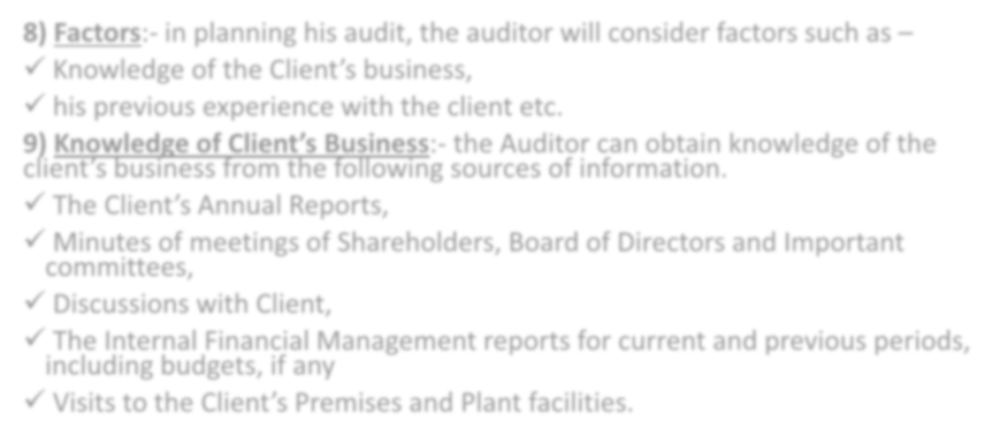 8) Factors:- in planning his audit, the auditor will consider factors such as –
✓ Knowledge of the Client's business,
✓ his previous experience with the client etc.
9) Knowledge of Client's Business:- the Auditor can obtain knowledge of the
client's business from the following sources of information.
✓ The Client's Annual Reports,
✓ Minutes of meetings of Shareholders, Board of Directors and Important
committees,
✓ Discussions with Client,
✓ The Internal Financial Management reports for current and previous periods,
including budgets, if any
✓ Visits to the Client's Premises and Plant facilities.